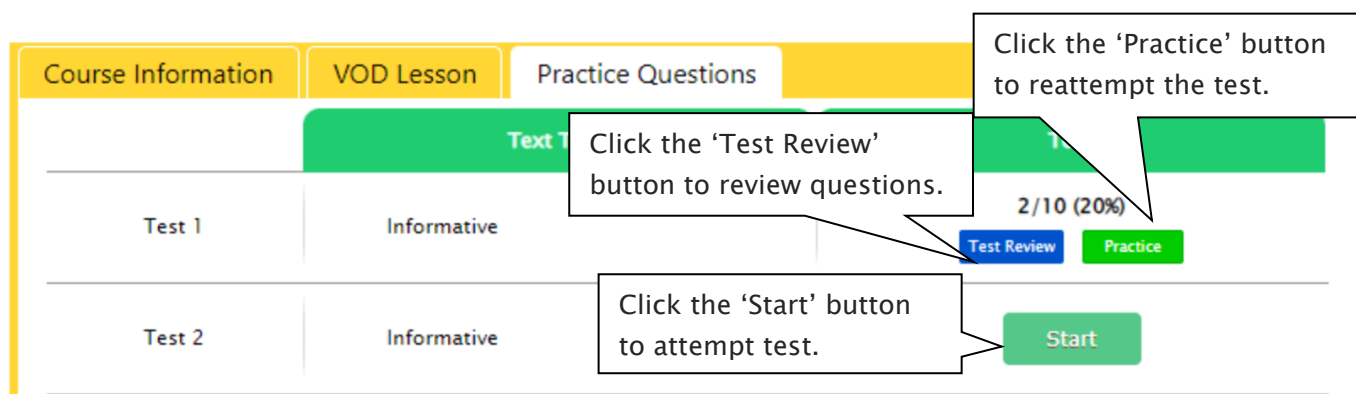 Course Information
VOD Lesson
Practice Questions
Click the ‘Practice’ button
to reattempt the test.
Text
Click the ‘Test Review’
button to review questions.
Test 1
Informative
2/10 (20%)
Test Review
Practice
Click the ‘Start’ button
to attempt test.
Test 2
Informative
Start